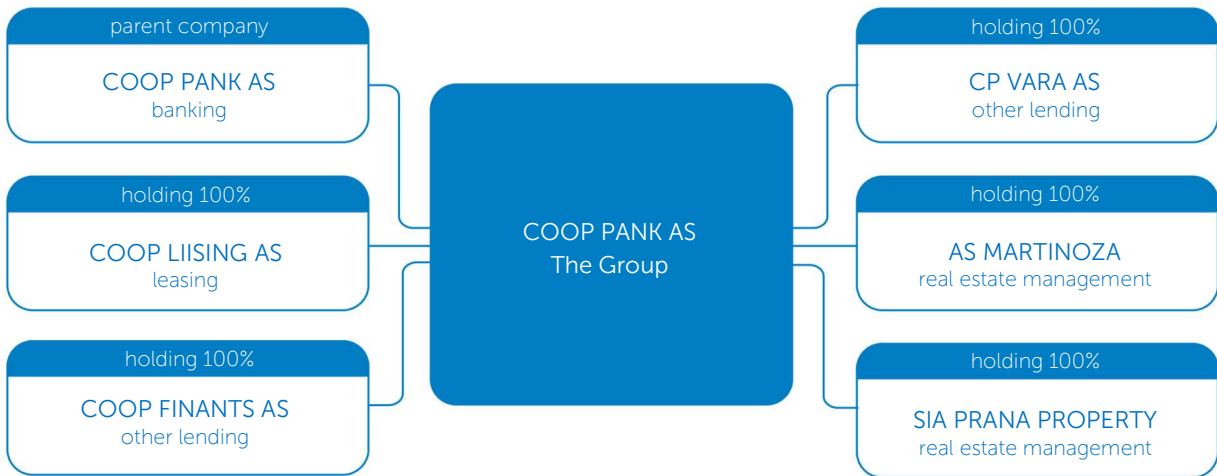 parent company
COOP PANK AS
banking
holding 100%
COOP LIISING AS
leasing
holding 100%
COOP FINANTS AS
other lending
COOP PANK AS
The Group
holding 100%
CP VARA AS
other lending
holding 100%
AS MARTINOZA
real estate management
holding 100%
SIA PRANA PROPERTY
real estate management